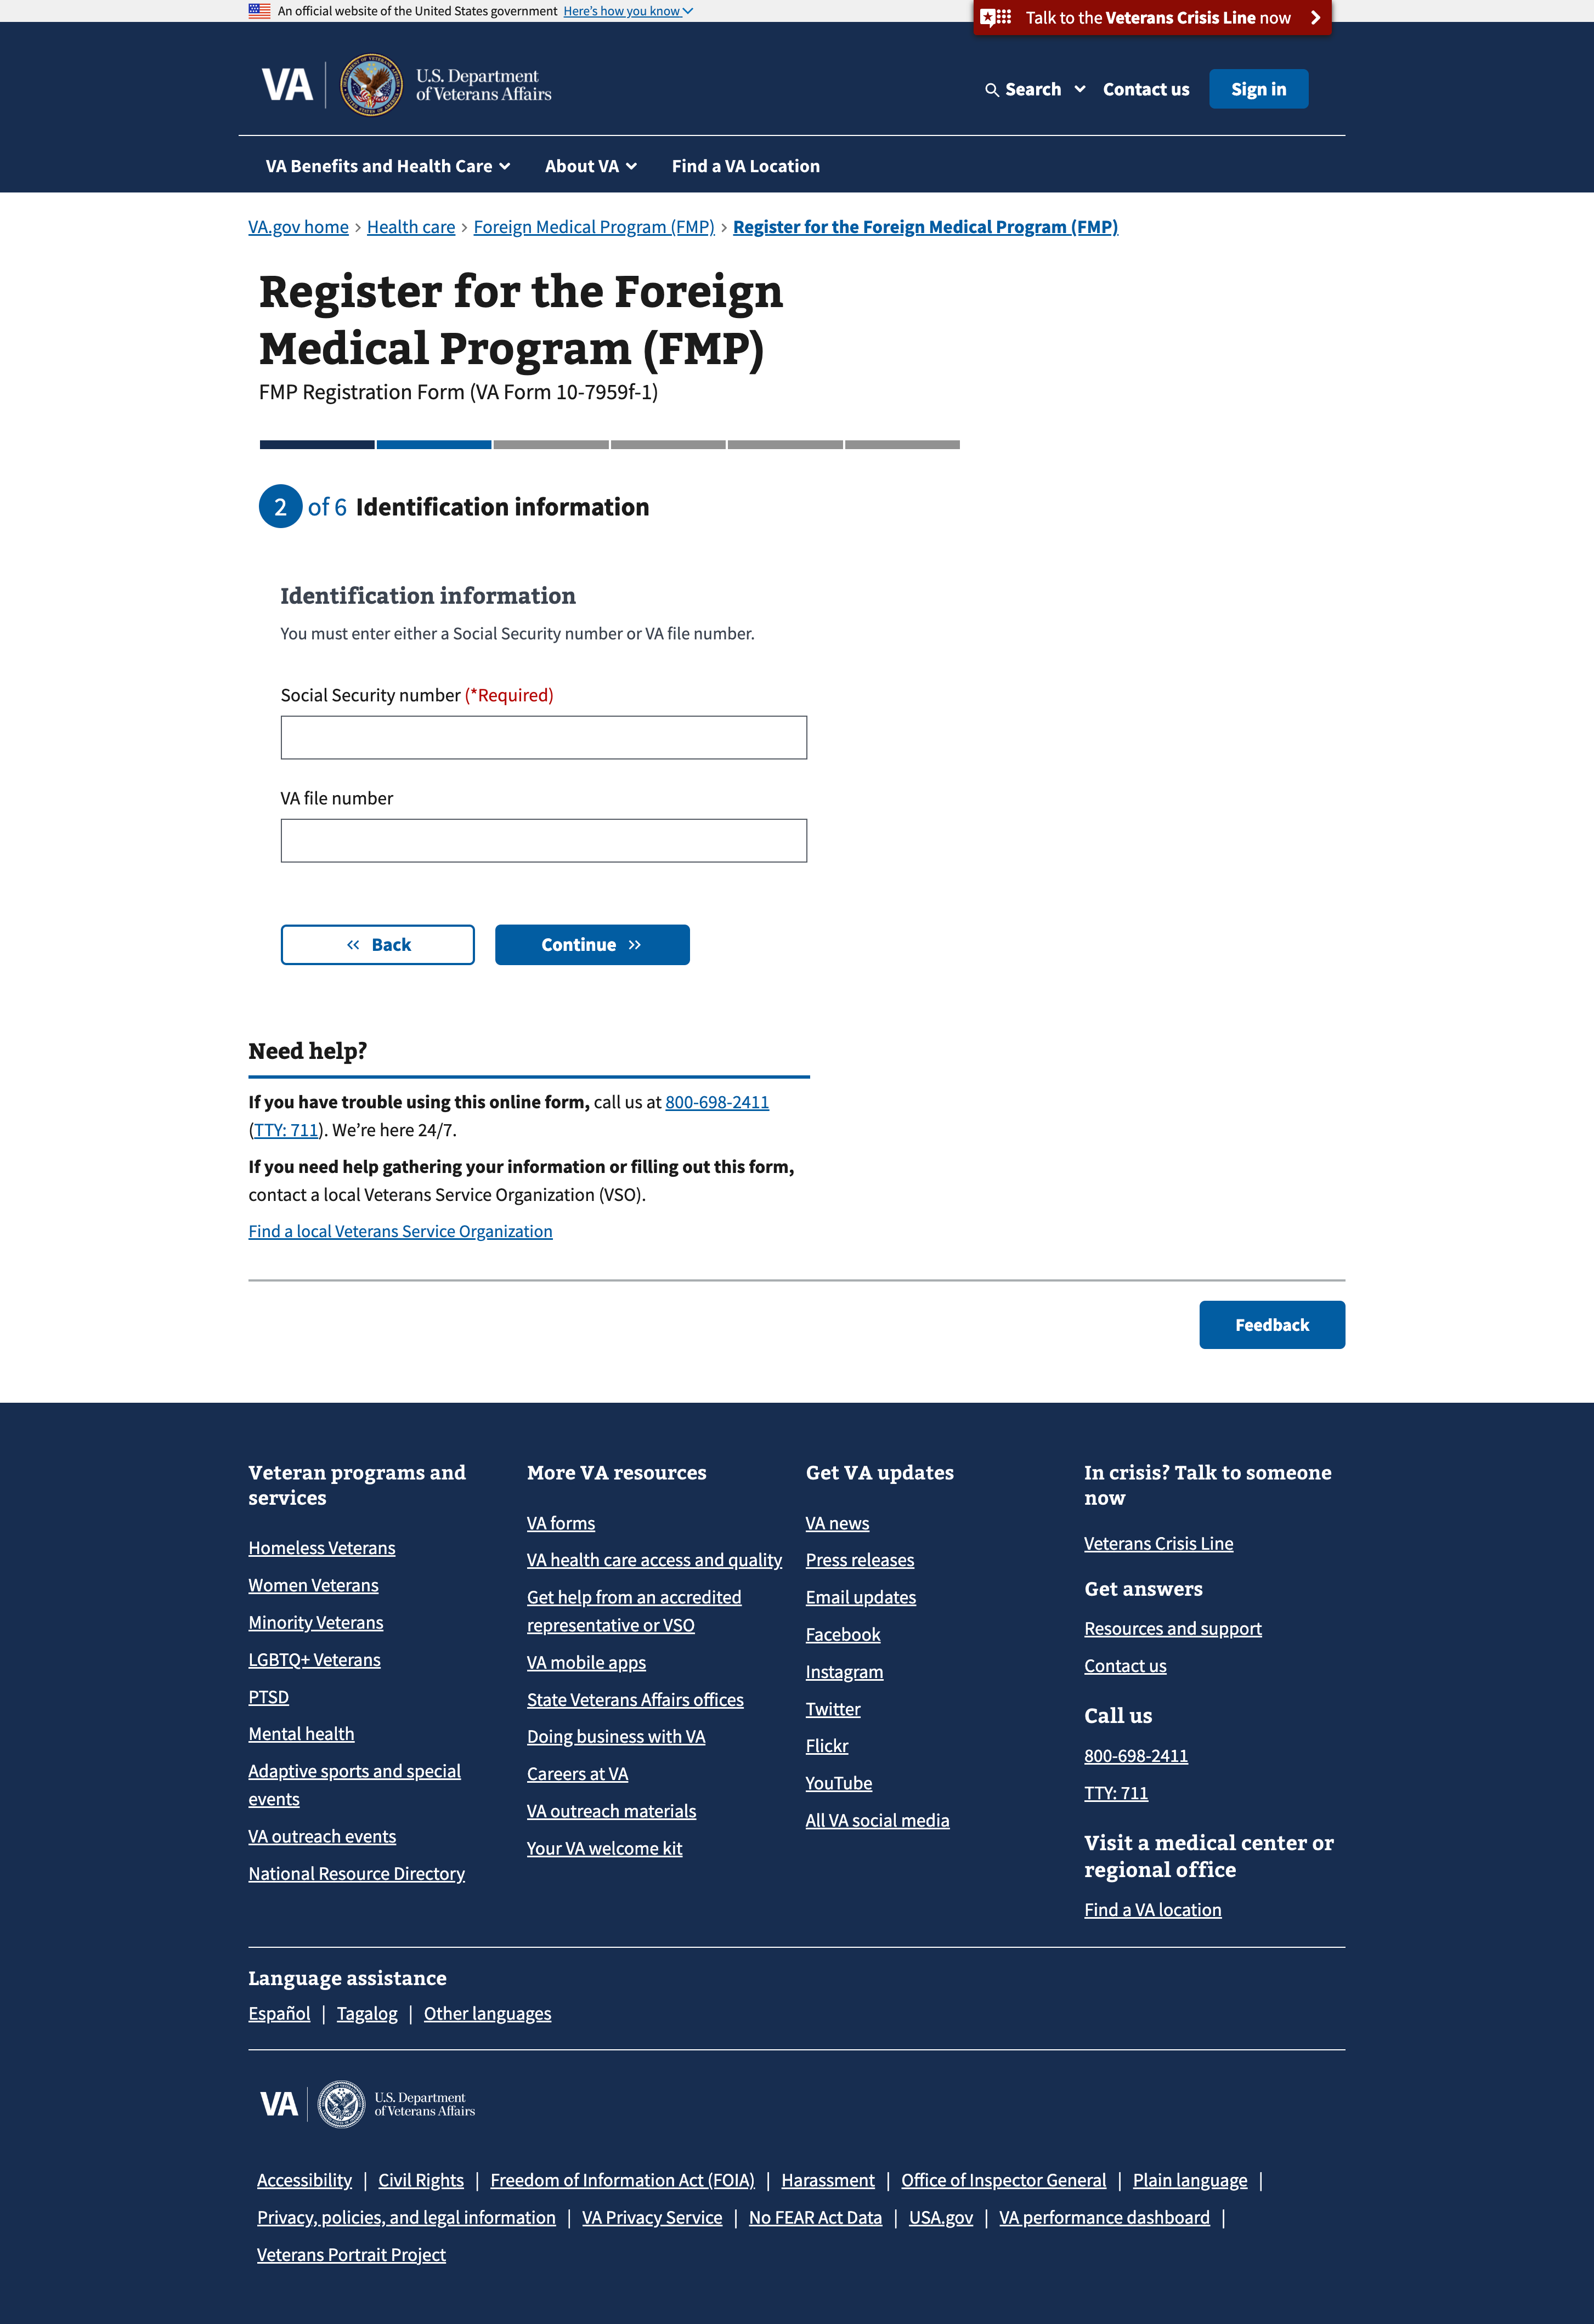 An official website of the United States government Here's how you know
Talk to the Veterans Crisis Line now
VA
U.S. Department
of Veterans Affairs
Search Contact us Sign in
VA Benefits and Health Care About VA Find a VA Location
VA.gov home › Health care › Foreign Medical Program (FMP) › Register for the Foreign Medical Program (FMP)
Register for the Foreign
Medical Program (FMP)
FMP Registration Form (VA Form 10-7959f-1)
2 of 6 Identification information
Identification information
You must enter either a Social Security number or VA file number.
Social Security number (*Required)
VA file number
Back
Continue
Need help?
If you have trouble using this online form, call us at 800-698-2411
(TTY: 711). We're here 24/7.
If you need help gathering your information or filling out this form,
contact a local Veterans Service Organization (VSO).
Find a local Veterans Service Organization
Feedback
Veteran programs and
services
Homeless Veterans
Women Veterans
Minority Veterans
LGBTQ+ Veterans
PTSD
Mental health
Adaptive sports and special
events
VA outreach events
National Resource Directory
More VA resources
VA forms
VA health care access and quality
Get help from an accredited
representative or VSO
VA mobile apps
State Veterans Affairs offices
Doing business with VA
Careers at VA
VA outreach materials
Your VA welcome kit
Get VA updates
VA news
Press releases
Email updates
Facebook
Instagram
Twitter
Flickr
YouTube
All VA social media
In crisis? Talk to someone
now
Veterans Crisis Line
Get answers
Resources and support
Contact us
Call us
800-698-2411
TTY: 711
Visit a medical center or
regional office
Find a VA location
Language assistance
Español | Tagalog | Other languages
VA
U.S. Department
of Veterans Affairs
Accessibility | Civil Rights | Freedom of Information Act (FOIA) | Harassment | Office of Inspector General | Plain language |
Privacy, policies, and legal information | VA Privacy Service | No FEAR Act Data | USA.gov | VA performance dashboard |
Veterans Portrait Project